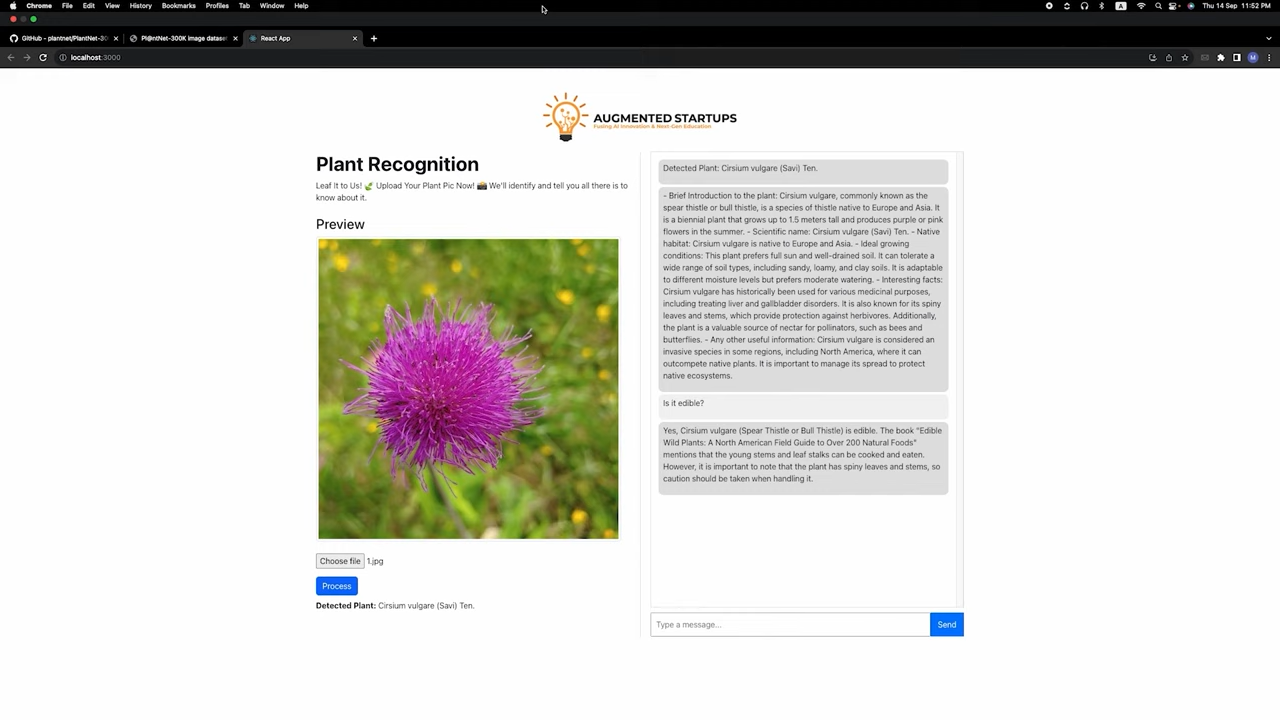 Chrome File Edit View History Bookmarks Profiles Tab Window Help
A
Thu 14 Sep 11:52 PM
GitHub - plantnet/PlantNet-30
Pl@ntNet-300K image dataset
React App
localhost:3000
M
AUGMENTED STARTUPS
Fusing AI Innovation & Next-Gen Education
Plant Recognition
Leaf It to Us! 🌿 Upload Your Plant Pic Now! 📸 We'll identify and tell you all there is to
know about it.
Preview
Choose file 1.jpg
Process
Detected Plant: Cirsium vulgare (Savi) Ten.
Detected Plant: Cirsium vulgare (Savi) Ten.
- Brief Introduction to the plant: Cirsium vulgare, commonly known as the
spear thistle or bull thistle, is a species of thistle native to Europe and Asia. It
is a biennial plant that grows up to 1.5 meters tall and produces purple or pink
flowers in the summer. - Scientific name: Cirsium vulgare (Savi) Ten. - Native
habitat: Cirsium vulgare is native to Europe and Asia. - Ideal growing
conditions: This plant prefers full sun and well-drained soil. It can tolerate a
wide range of soil types, including sandy, loamy, and clay soils. It is adaptable
to different moisture levels but prefers moderate watering. - Interesting facts:
Cirsium vulgare has historically been used for various medicinal purposes,
including treating liver and gallbladder disorders. It is also known for its spiny
leaves and stems, which provide protection against herbivores. Additionally,
the plant is a valuable source of nectar for pollinators, such as bees and
butterflies. - Any other useful information: Cirsium vulgare is considered an
invasive species in some regions, including North America, where it can
outcompete native plants. It is important to manage its spread to protect
native ecosystems.
Is it edible?
Yes, Cirsium vulgare (Spear Thistle or Bull Thistle) is edible. The book "Edible
Wild Plants: A North American Field Guide to Over 200 Natural Foods"
mentions that the young stems and leaf stalks can be cooked and eaten.
However, it is important to note that the plant has spiny leaves and stems, so
caution should be taken when handling it.
Type a message...
Send